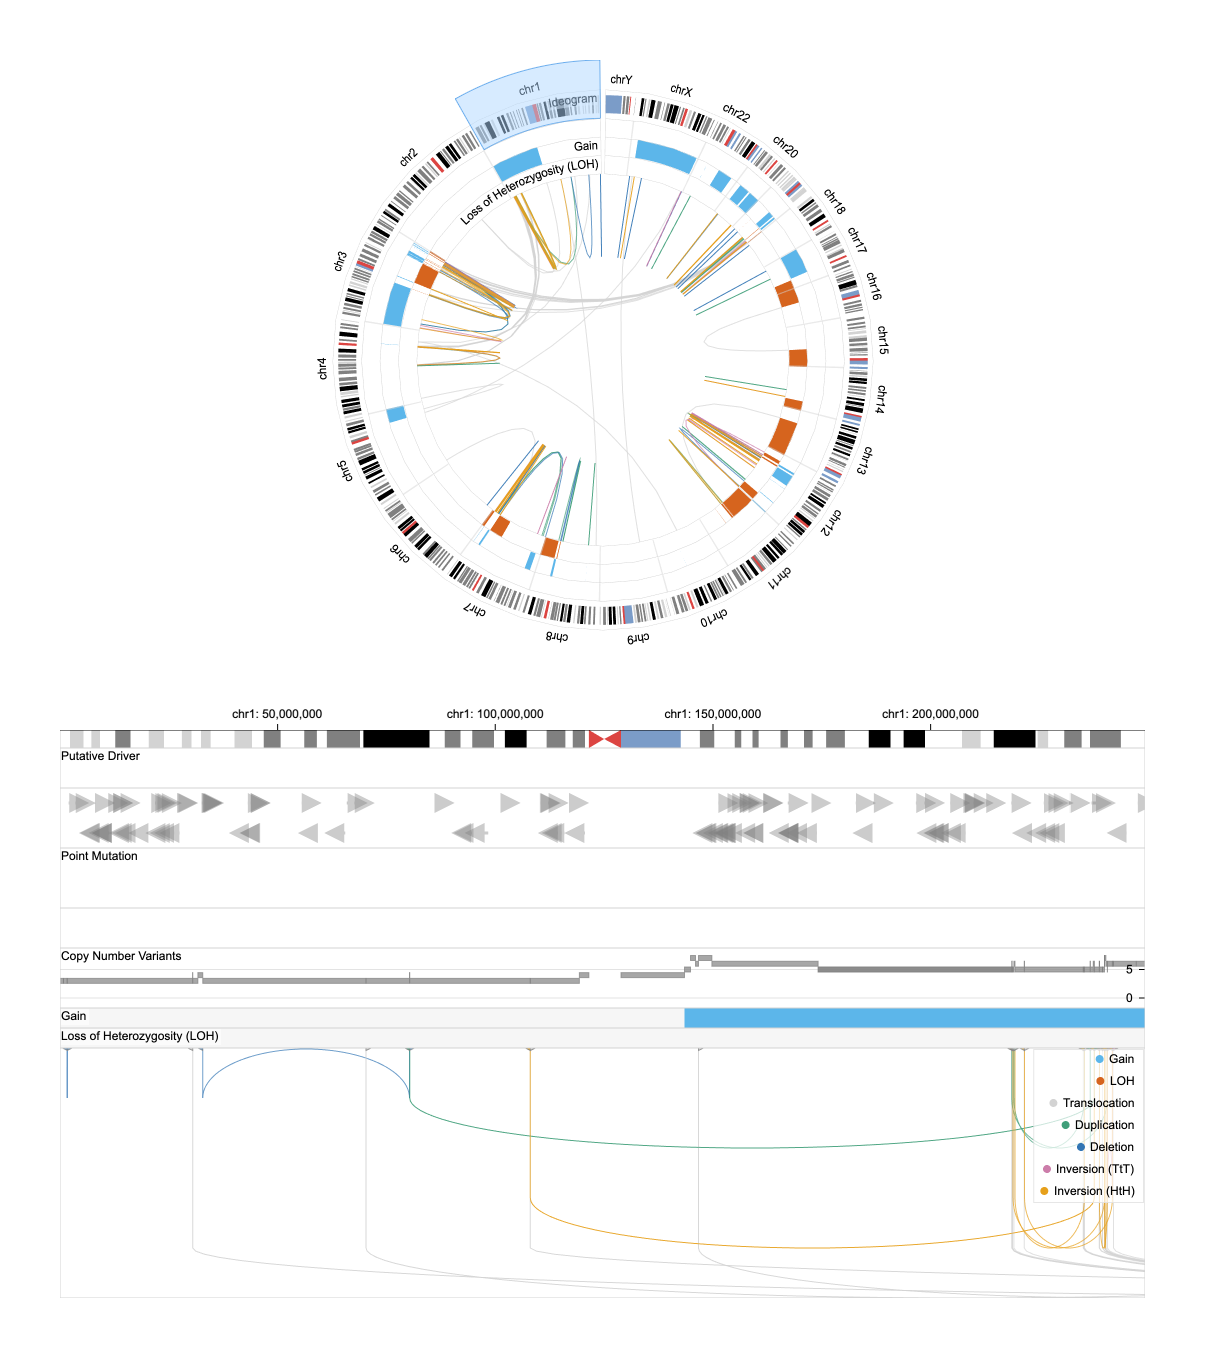 chrY
chrX
chr22
chr20
chr18
chr17
chr16
chr15
chr14
chr13
chr12
chr11
chr10
chr9
chr8
chr7
chr6
chr5
chr4
chr3
chr2
chr1
Ideogram
Gain
Loss of Heterozygosity (LOH)
chr1: 50,000,000
chr1: 100,000,000
chr1: 150,000,000
chr1: 200,000,000
Putative Driver
Point Mutation
Copy Number Variants
5
0
Gain
Loss of Heterozygosity (LOH)
Gain
LOH
Translocation
Duplication
Deletion
Inversion (TtT)
Inversion (HtH)